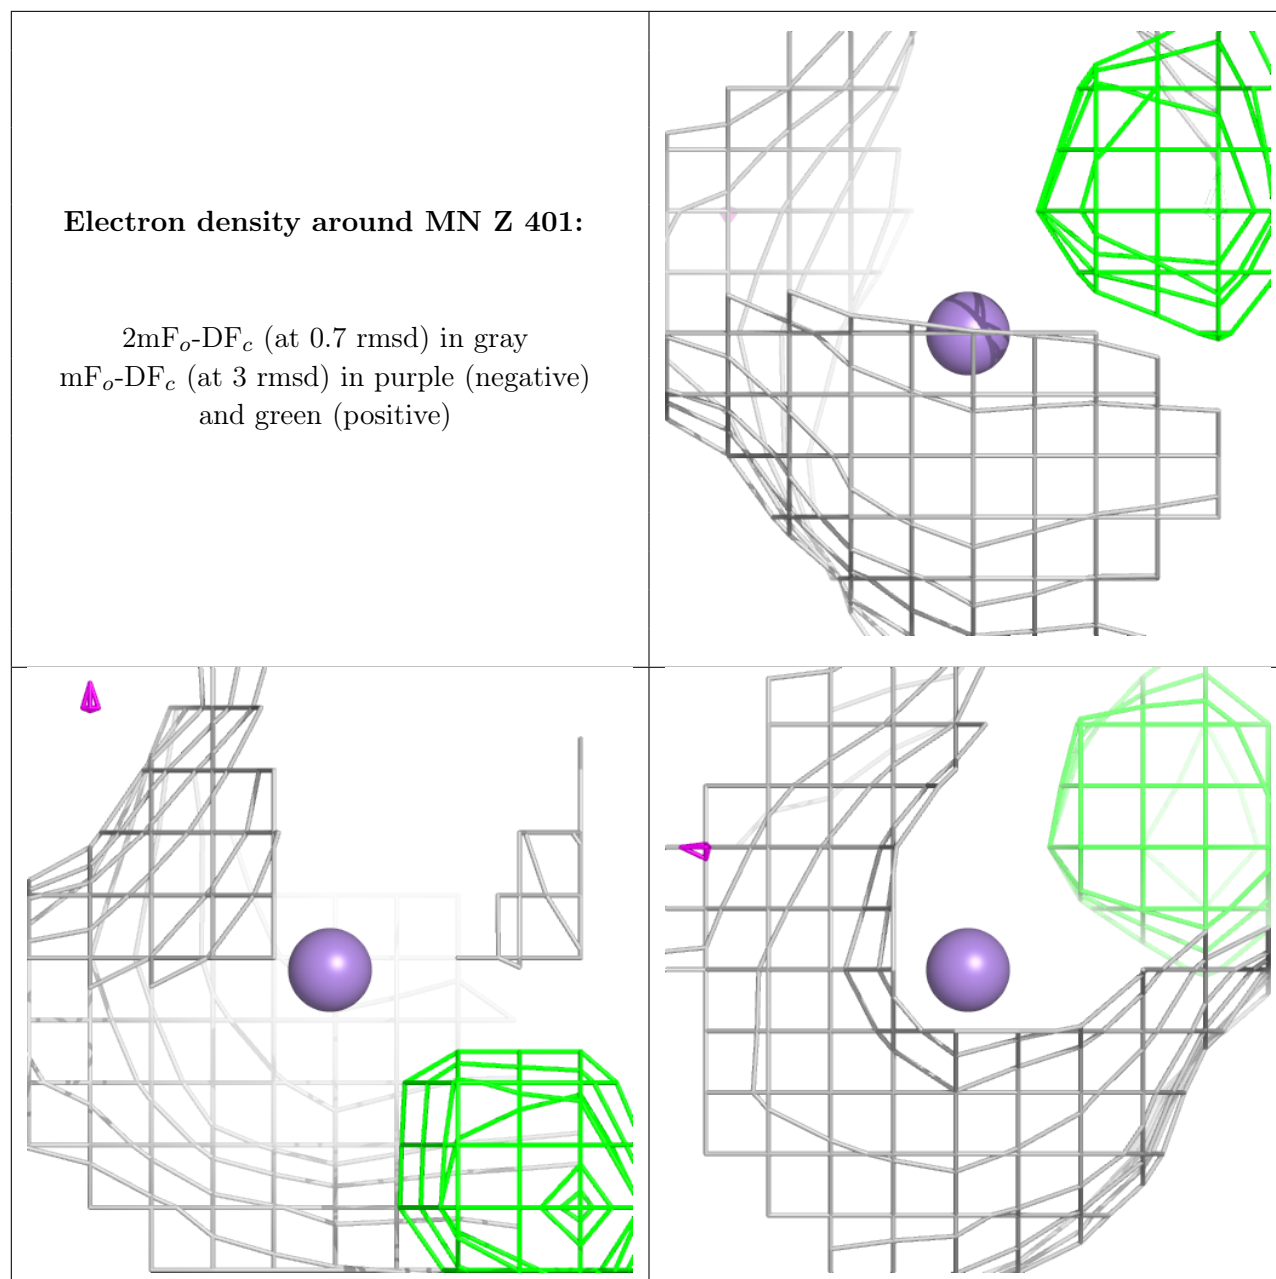 Electron density around MN Z 401:
2mFₒ-DF𝒸 (at 0.7 rmsd) in gray
mFₒ-DF𝒸 (at 3 rmsd) in purple (negative)
and green (positive)